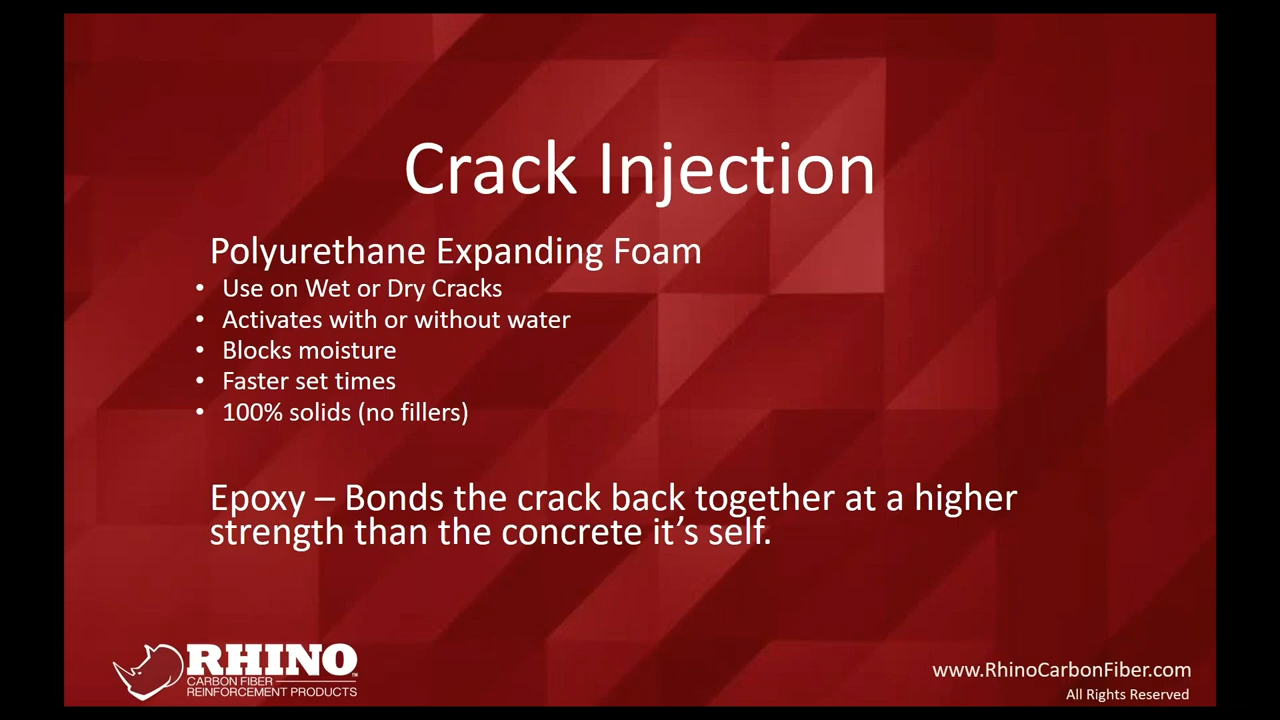 Crack Injection
Polyurethane Expanding Foam
• Use on Wet or Dry Cracks
• Activates with or without water
• Blocks moisture
• Faster set times
• 100% solids (no fillers)
Epoxy – Bonds the crack back together at a higher
strength than the concrete it’s self.
RHINO™
CARBON FIBER
REINFORCEMENT PRODUCTS
www.RhinoCarbonFiber.com
All Rights Reserved